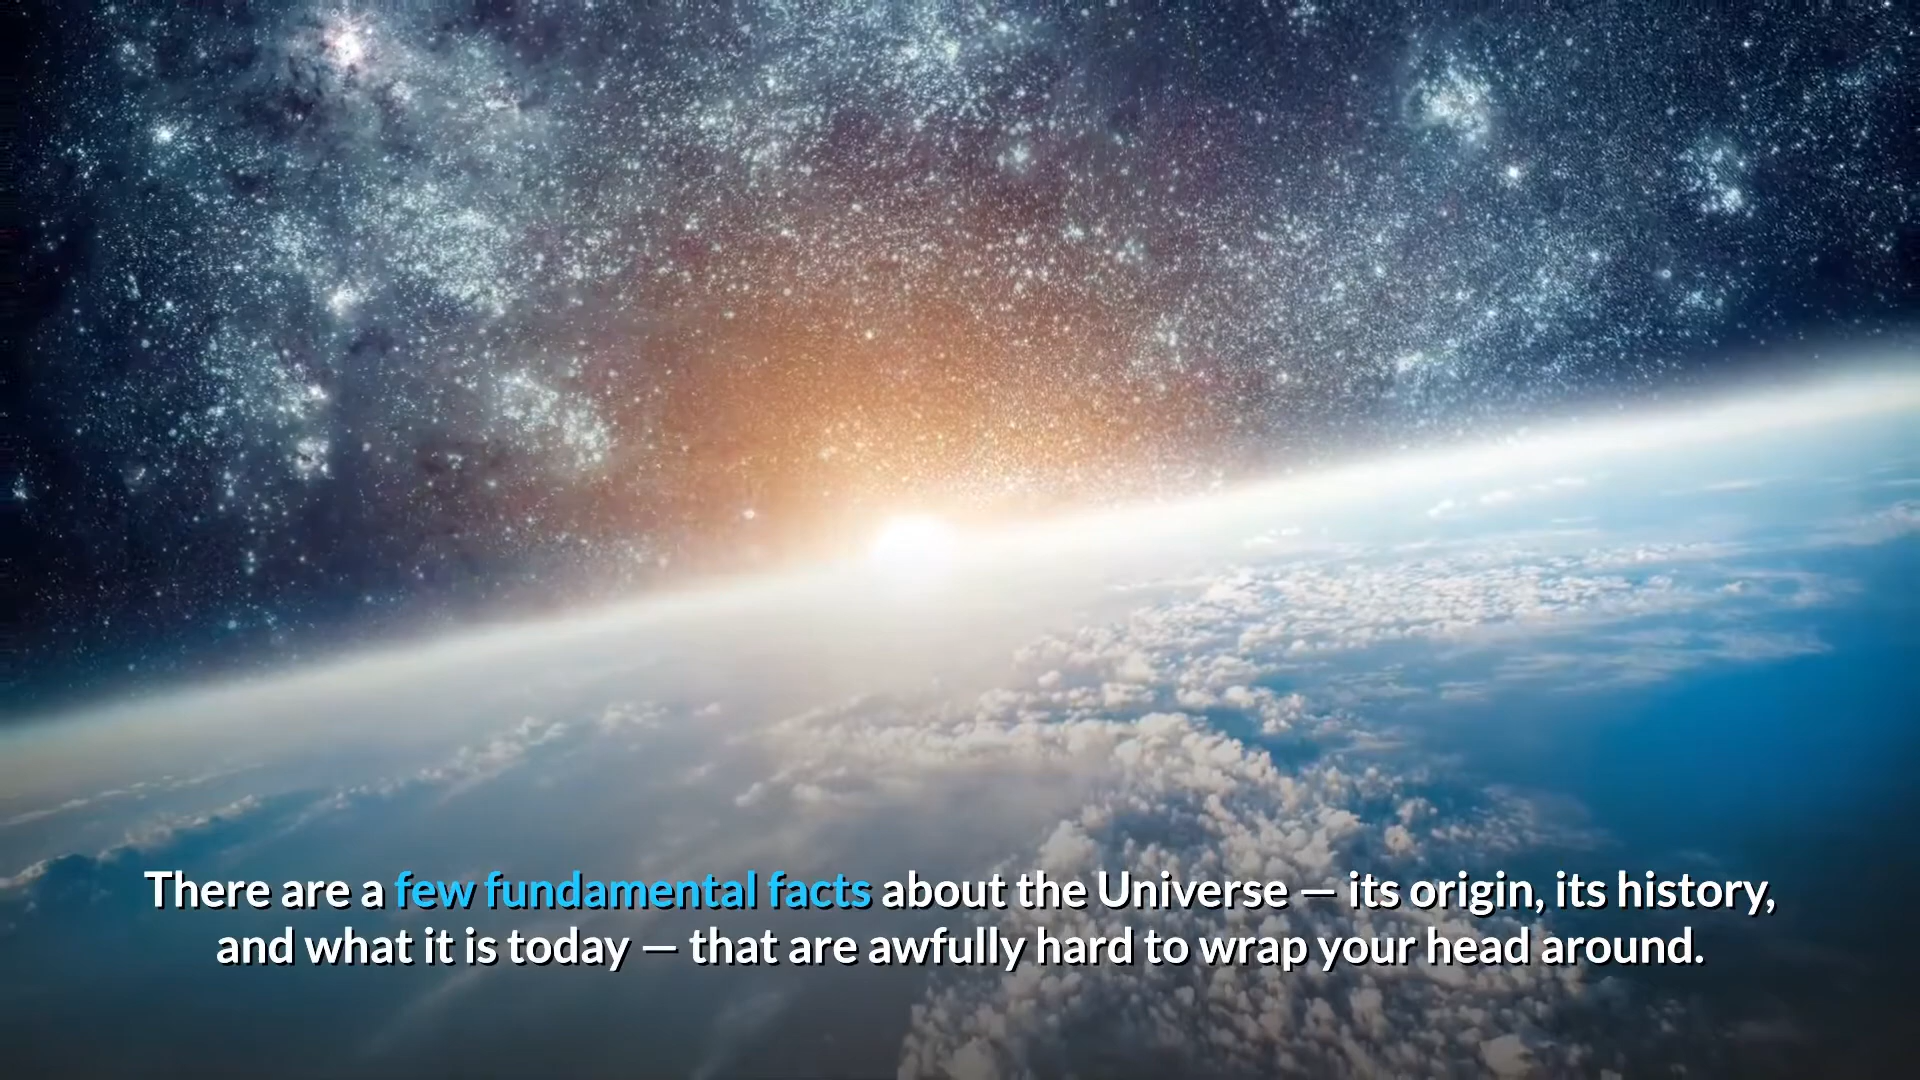 There are a few fundamental facts about the Universe — its origin, its history,
and what it is today — that are awfully hard to wrap your head around.